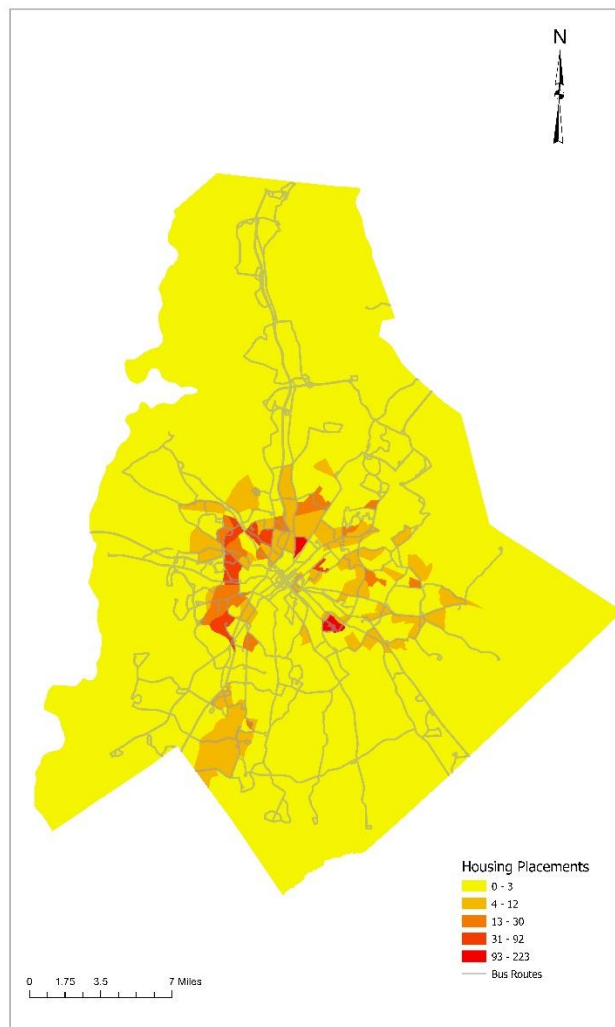 N
Housing Placements
0 - 3
4 - 12
13 - 30
31 - 92
93 - 223
Bus Routes
0 1.75 3.5 7 Miles